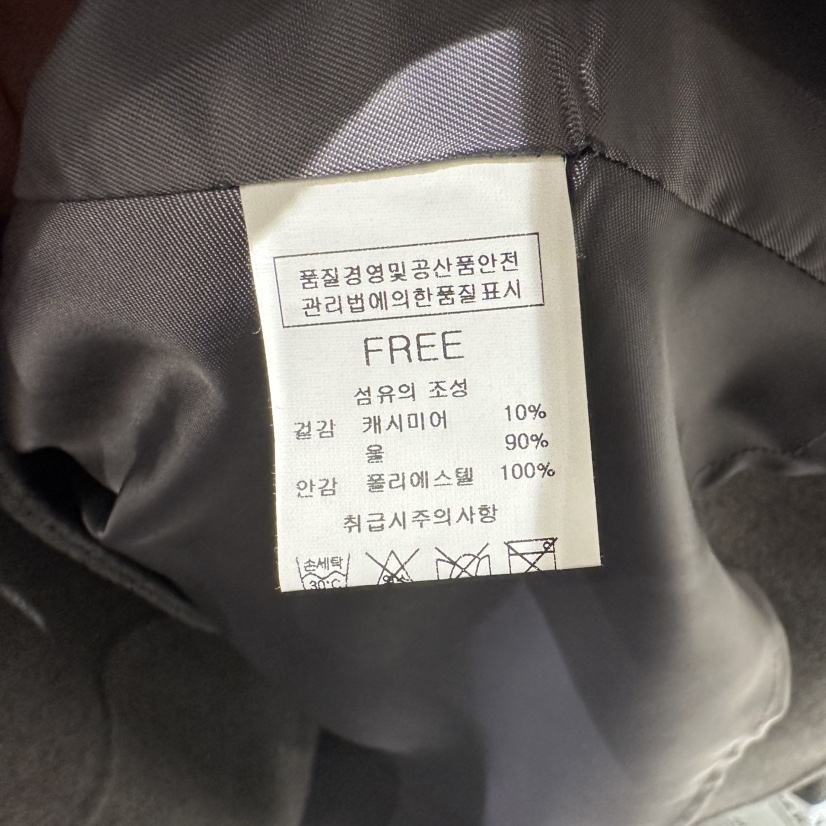 품질경영및공산품안전
관리법에의한품질표시
FREE
섬유의 조성
겉감 캐시미어 10%
울 90%
안감 폴리에스텔 100%
취급시주의사항
손세탁
30°C